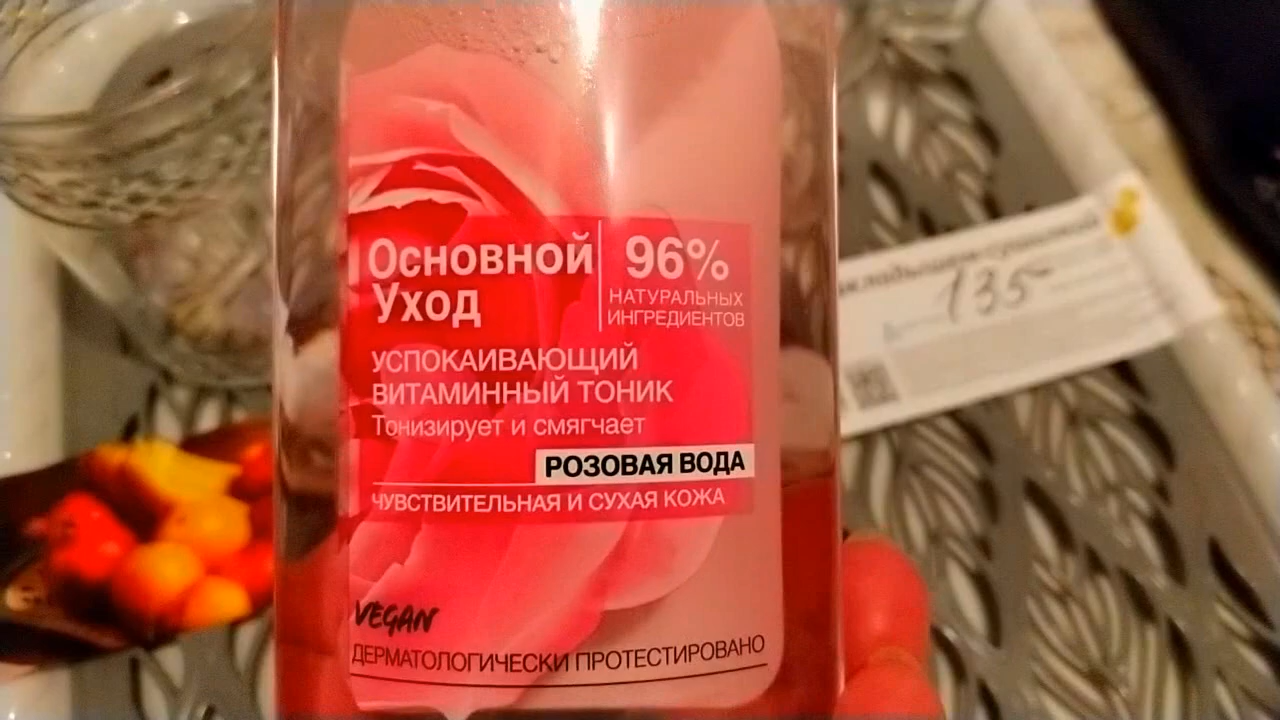 Основной
Уход
96%
НАТУРАЛЬНЫХ
ИНГРЕДИЕНТОВ
УСПОКАИВАЮЩИЙ
ВИТАМИННЫЙ ТОНИК
Тонизирует и смягчает
РОЗОВАЯ ВОДА
ЧУВСТВИТЕЛЬНАЯ И СУХАЯ КОЖА
VEGAN
ДЕРМАТОЛОГИЧЕСКИ ПРОТЕСТИРОВАНО
135